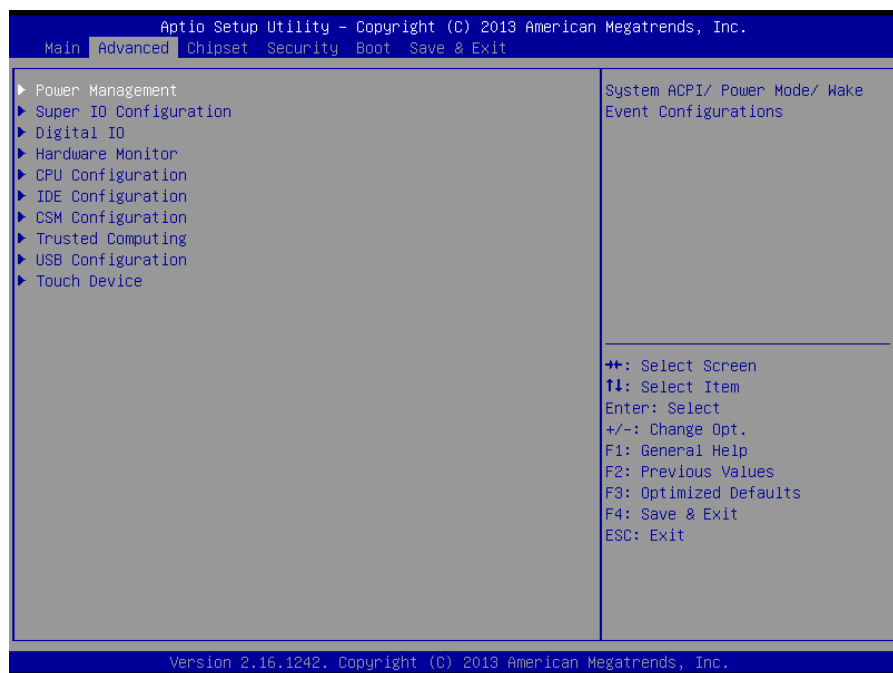 Aptio Setup Utility – Copyright (C) 2013 American Megatrends, Inc.
Main Advanced Chipset Security Boot Save & Exit
▶ Power Management
▶ Super IO Configuration
▶ Digital IO
▶ Hardware Monitor
▶ CPU Configuration
▶ IDE Configuration
▶ CSM Configuration
▶ Trusted Computing
▶ USB Configuration
▶ Touch Device
System ACPI/ Power Mode/ Wake
Event Configurations
→←: Select Screen
↑↓: Select Item
Enter: Select
+/-: Change Opt.
F1: General Help
F2: Previous Values
F3: Optimized Defaults
F4: Save & Exit
ESC: Exit
Version 2.16.1242. Copyright (C) 2013 American Megatrends, Inc.